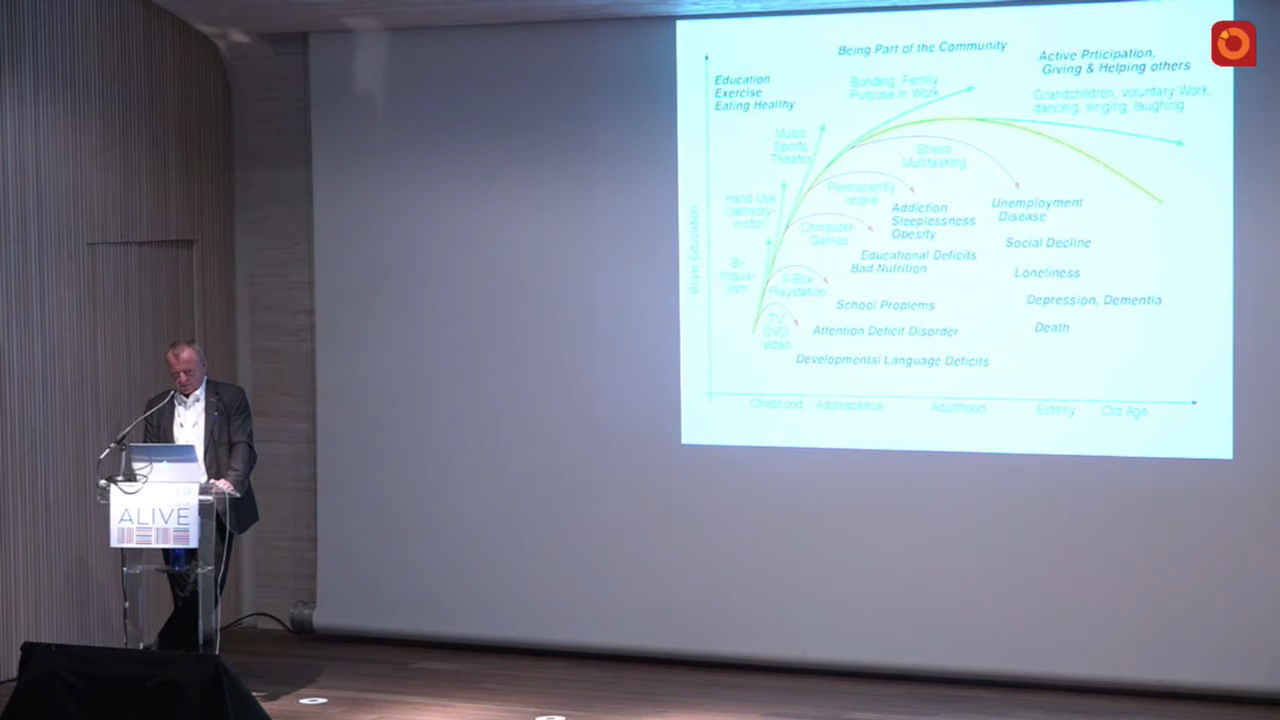 Being Part of the Community
Active Prticipation,
Giving & Helping others
Education
Exercise
Eating Healthy
Bonding, Family
Purpose in Work
Grandchildren, voluntary Work,
dancing, singing, laughing
Music
Sports
Theater
Stress
Multitasking
Hand Use
(sensory-
motor)
Permanently
online
Addiction
Sleeplessness
Obesity
Unemployment
Disease
Computer
Games
Social Decline
Educational Deficits
Bad Nutrition
Bi-
lingua-
lism
X-Box
Playstation
Loneliness
School Proplems
Depression, Dementia
TV
DVD
Video
Attention Deficit Disorder
Death
Developmental Language Deficits
Brain Education
Childhood Adolescence Adulthood Elderly Old Age
ALIVE